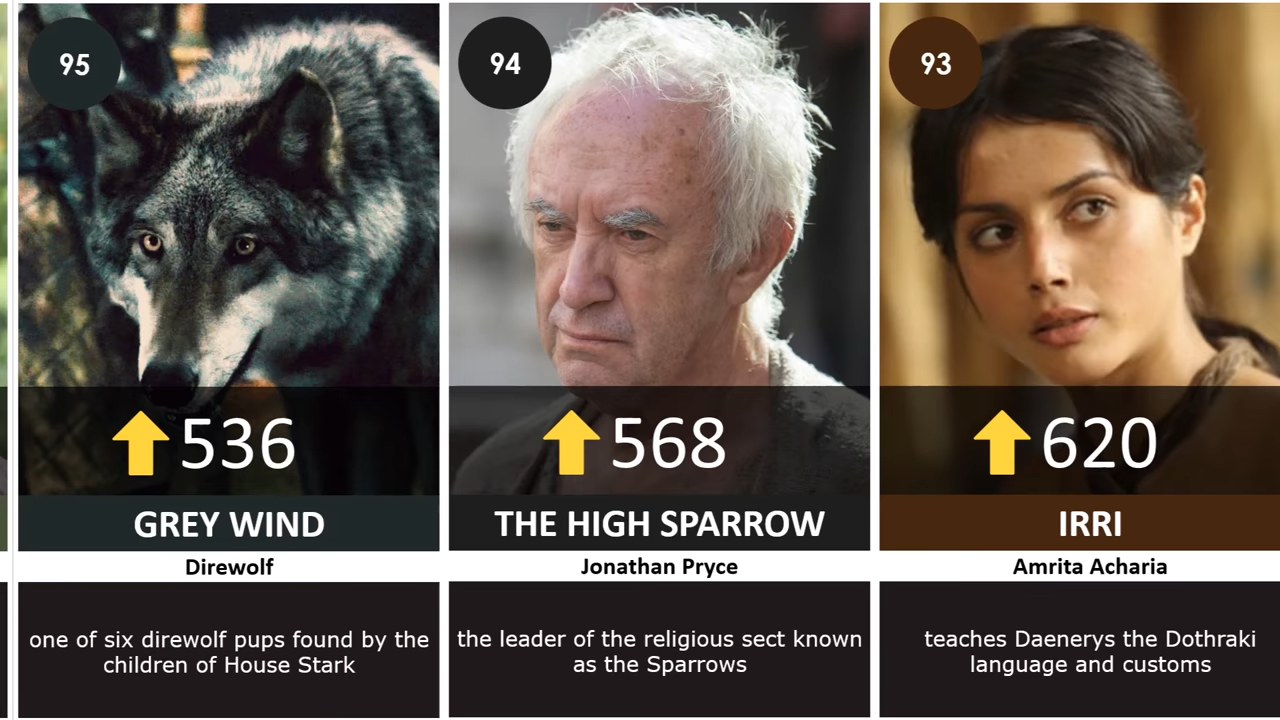 95
536
GREY WIND
Direwolf
one of six direwolf pups found by the
children of House Stark
94
568
THE HIGH SPARROW
Jonathan Pryce
the leader of the religious sect known
as the Sparrows
93
620
IRRI
Amrita Acharia
teaches Daenerys the Dothraki
language and customs